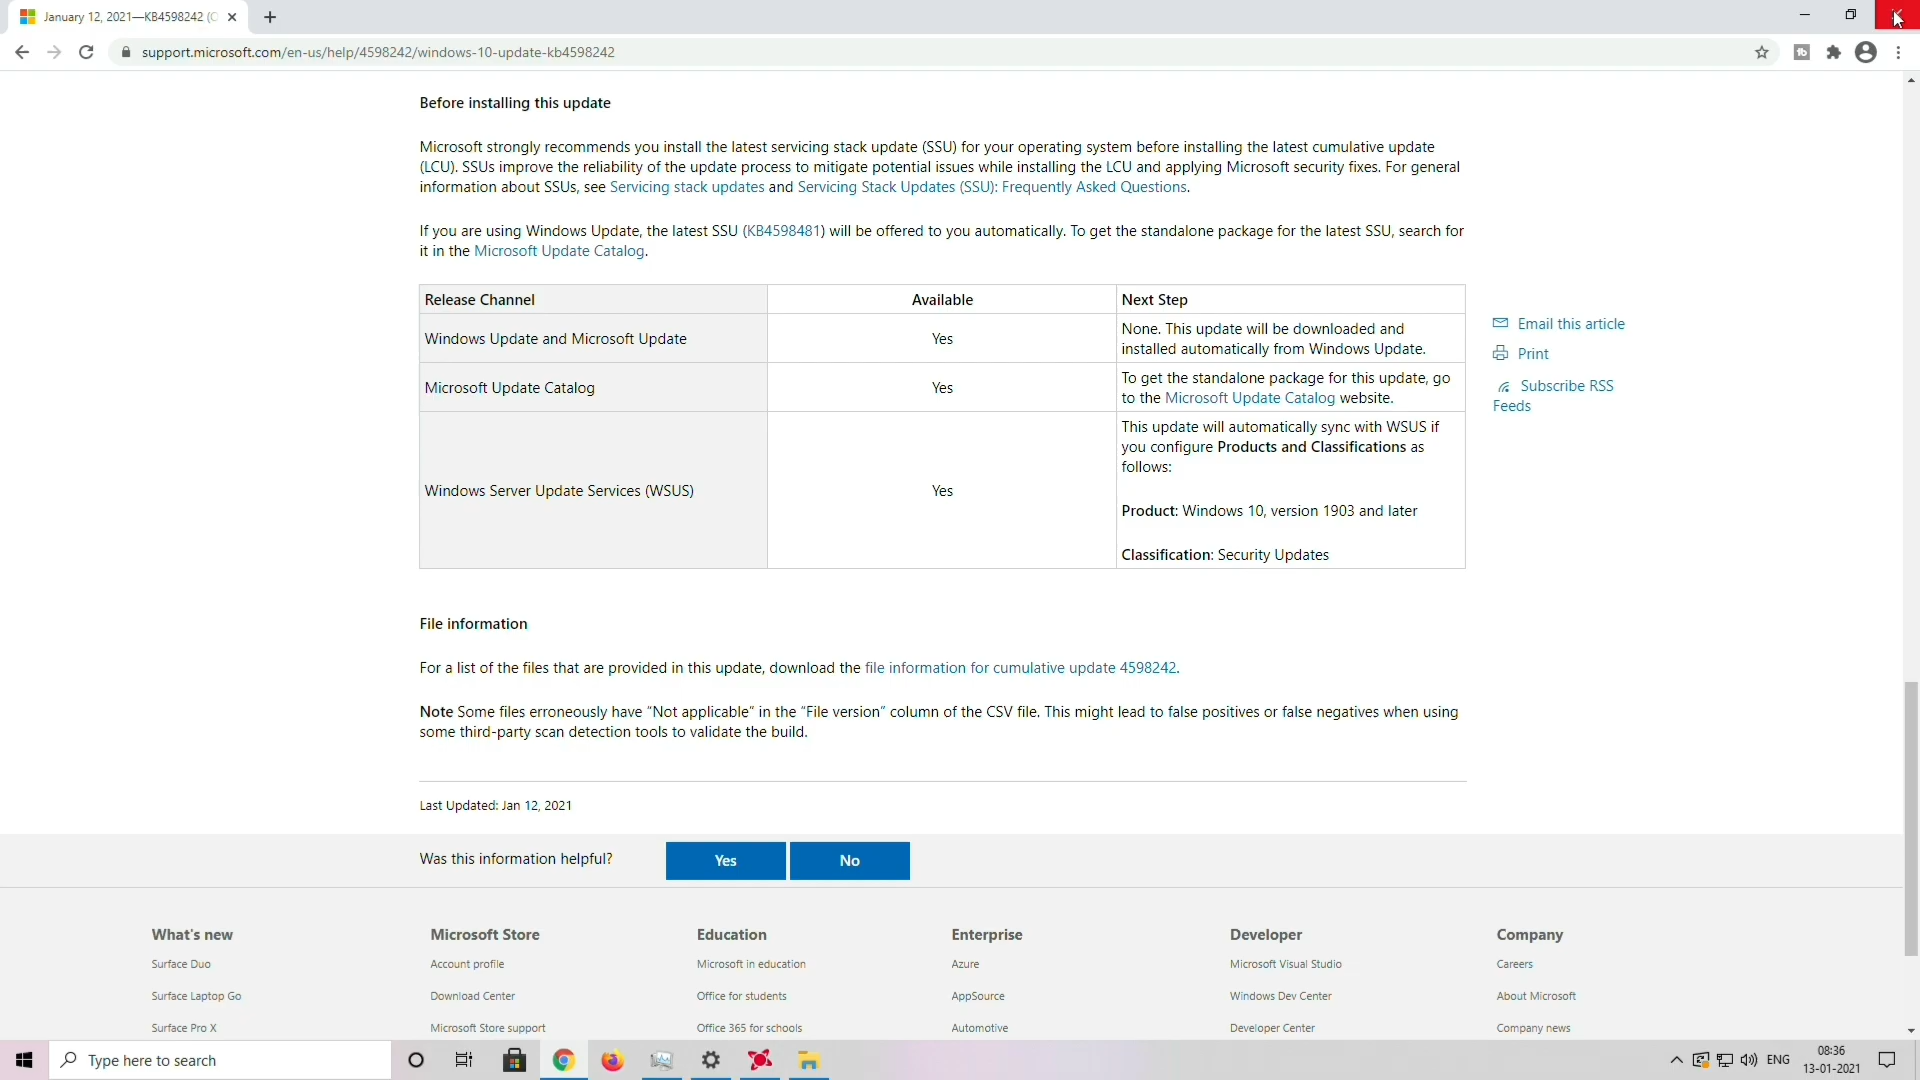 January 12, 2021—KB4598242 (O
support.microsoft.com/en-us/help/4598242/windows-10-update-kb4598242
Before installing this update
Microsoft strongly recommends you install the latest servicing stack update (SSU) for your operating system before installing the latest cumulative update
(LCU). SSUs improve the reliability of the update process to mitigate potential issues while installing the LCU and applying Microsoft security fixes. For general
information about SSUs, see Servicing stack updates and Servicing Stack Updates (SSU): Frequently Asked Questions.
If you are using Windows Update, the latest SSU (KB4598481) will be offered to you automatically. To get the standalone package for the latest SSU, search for
it in the Microsoft Update Catalog.
Release Channel
Available
Next Step
Windows Update and Microsoft Update
Yes
None. This update will be downloaded and
installed automatically from Windows Update.
Microsoft Update Catalog
Yes
To get the standalone package for this update, go
to the Microsoft Update Catalog website.
Windows Server Update Services (WSUS)
Yes
This update will automatically sync with WSUS if
you configure Products and Classifications as
follows:
Product: Windows 10, version 1903 and later
Classification: Security Updates
Email this article
Print
Subscribe RSS
Feeds
File information
For a list of the files that are provided in this update, download the file information for cumulative update 4598242.
Note Some files erroneously have “Not applicable” in the “File version” column of the CSV file. This might lead to false positives or false negatives when using
some third-party scan detection tools to validate the build.
Last Updated: Jan 12, 2021
Was this information helpful?
Yes
No
What's new
Surface Duo
Surface Laptop Go
Surface Pro X
Microsoft Store
Account profile
Download Center
Microsoft Store support
Education
Microsoft in education
Office for students
Office 365 for schools
Enterprise
Azure
AppSource
Automotive
Developer
Microsoft Visual Studio
Windows Dev Center
Developer Center
Company
Careers
About Microsoft
Company news
Type here to search
ENG
08:36
13-01-2021